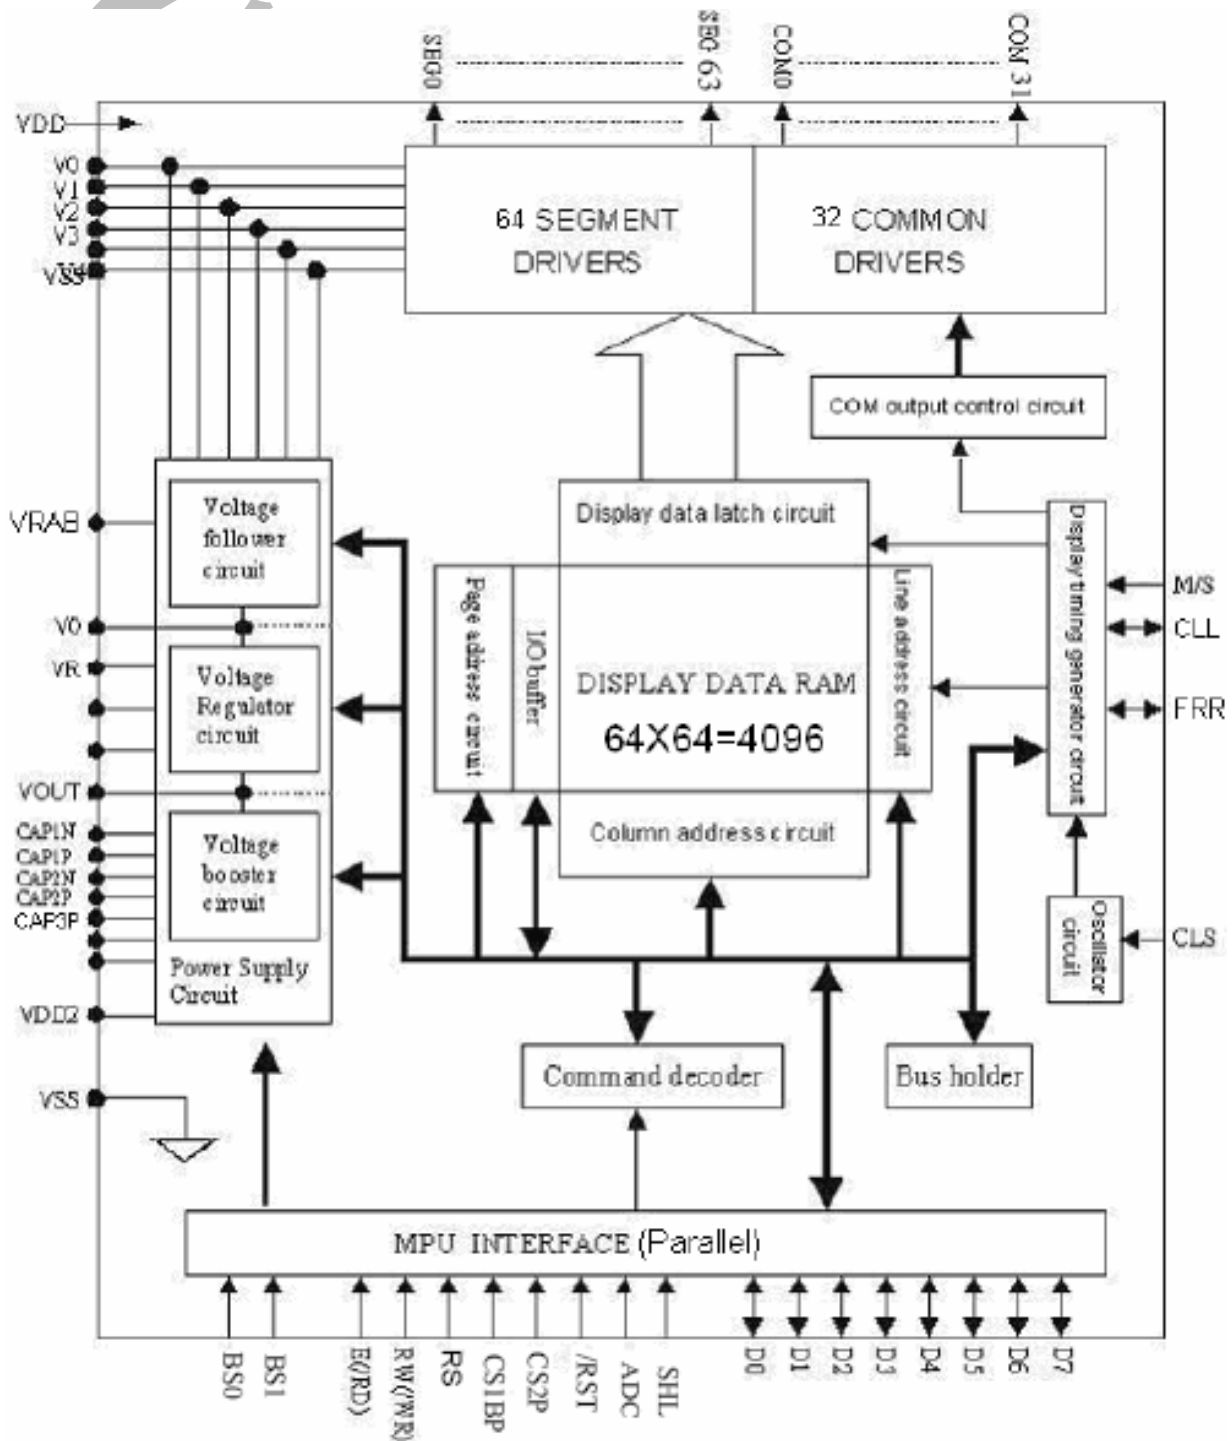 SEG0
SEG 63
COM0
COM 31
VDD
V0
V1
V2
V3
VSS
64 SEGMENT
DRIVERS
32 COMMON
DRIVERS
COM output control circuit
VRAB
Voltage
follower
circuit
Display data latch circuit
Display timing generator circuit
M/S
CLL
FRR
V0
VR
Voltage
Regulator
circuit
Page address circuit
I/O buffer
DISPLAY DATA RAM
64X64=4096
Line address circuit
VOUT
CAP1N
CAP1P
CAP2N
CAP2P
CAP3P
Voltage
booster
circuit
Column address circuit
Oscillator
circuit
CLS
Power Supply
Circuit
VDD2
Command decoder
Bus holder
VSS
MPU INTERFACE (Parallel)
BS0
BS1
E(/RD)
RW(/WR)
RS
CS1BP
CS2P
/RST
ADC
SHL
D0
D1
D2
D3
D4
D5
D6
D7